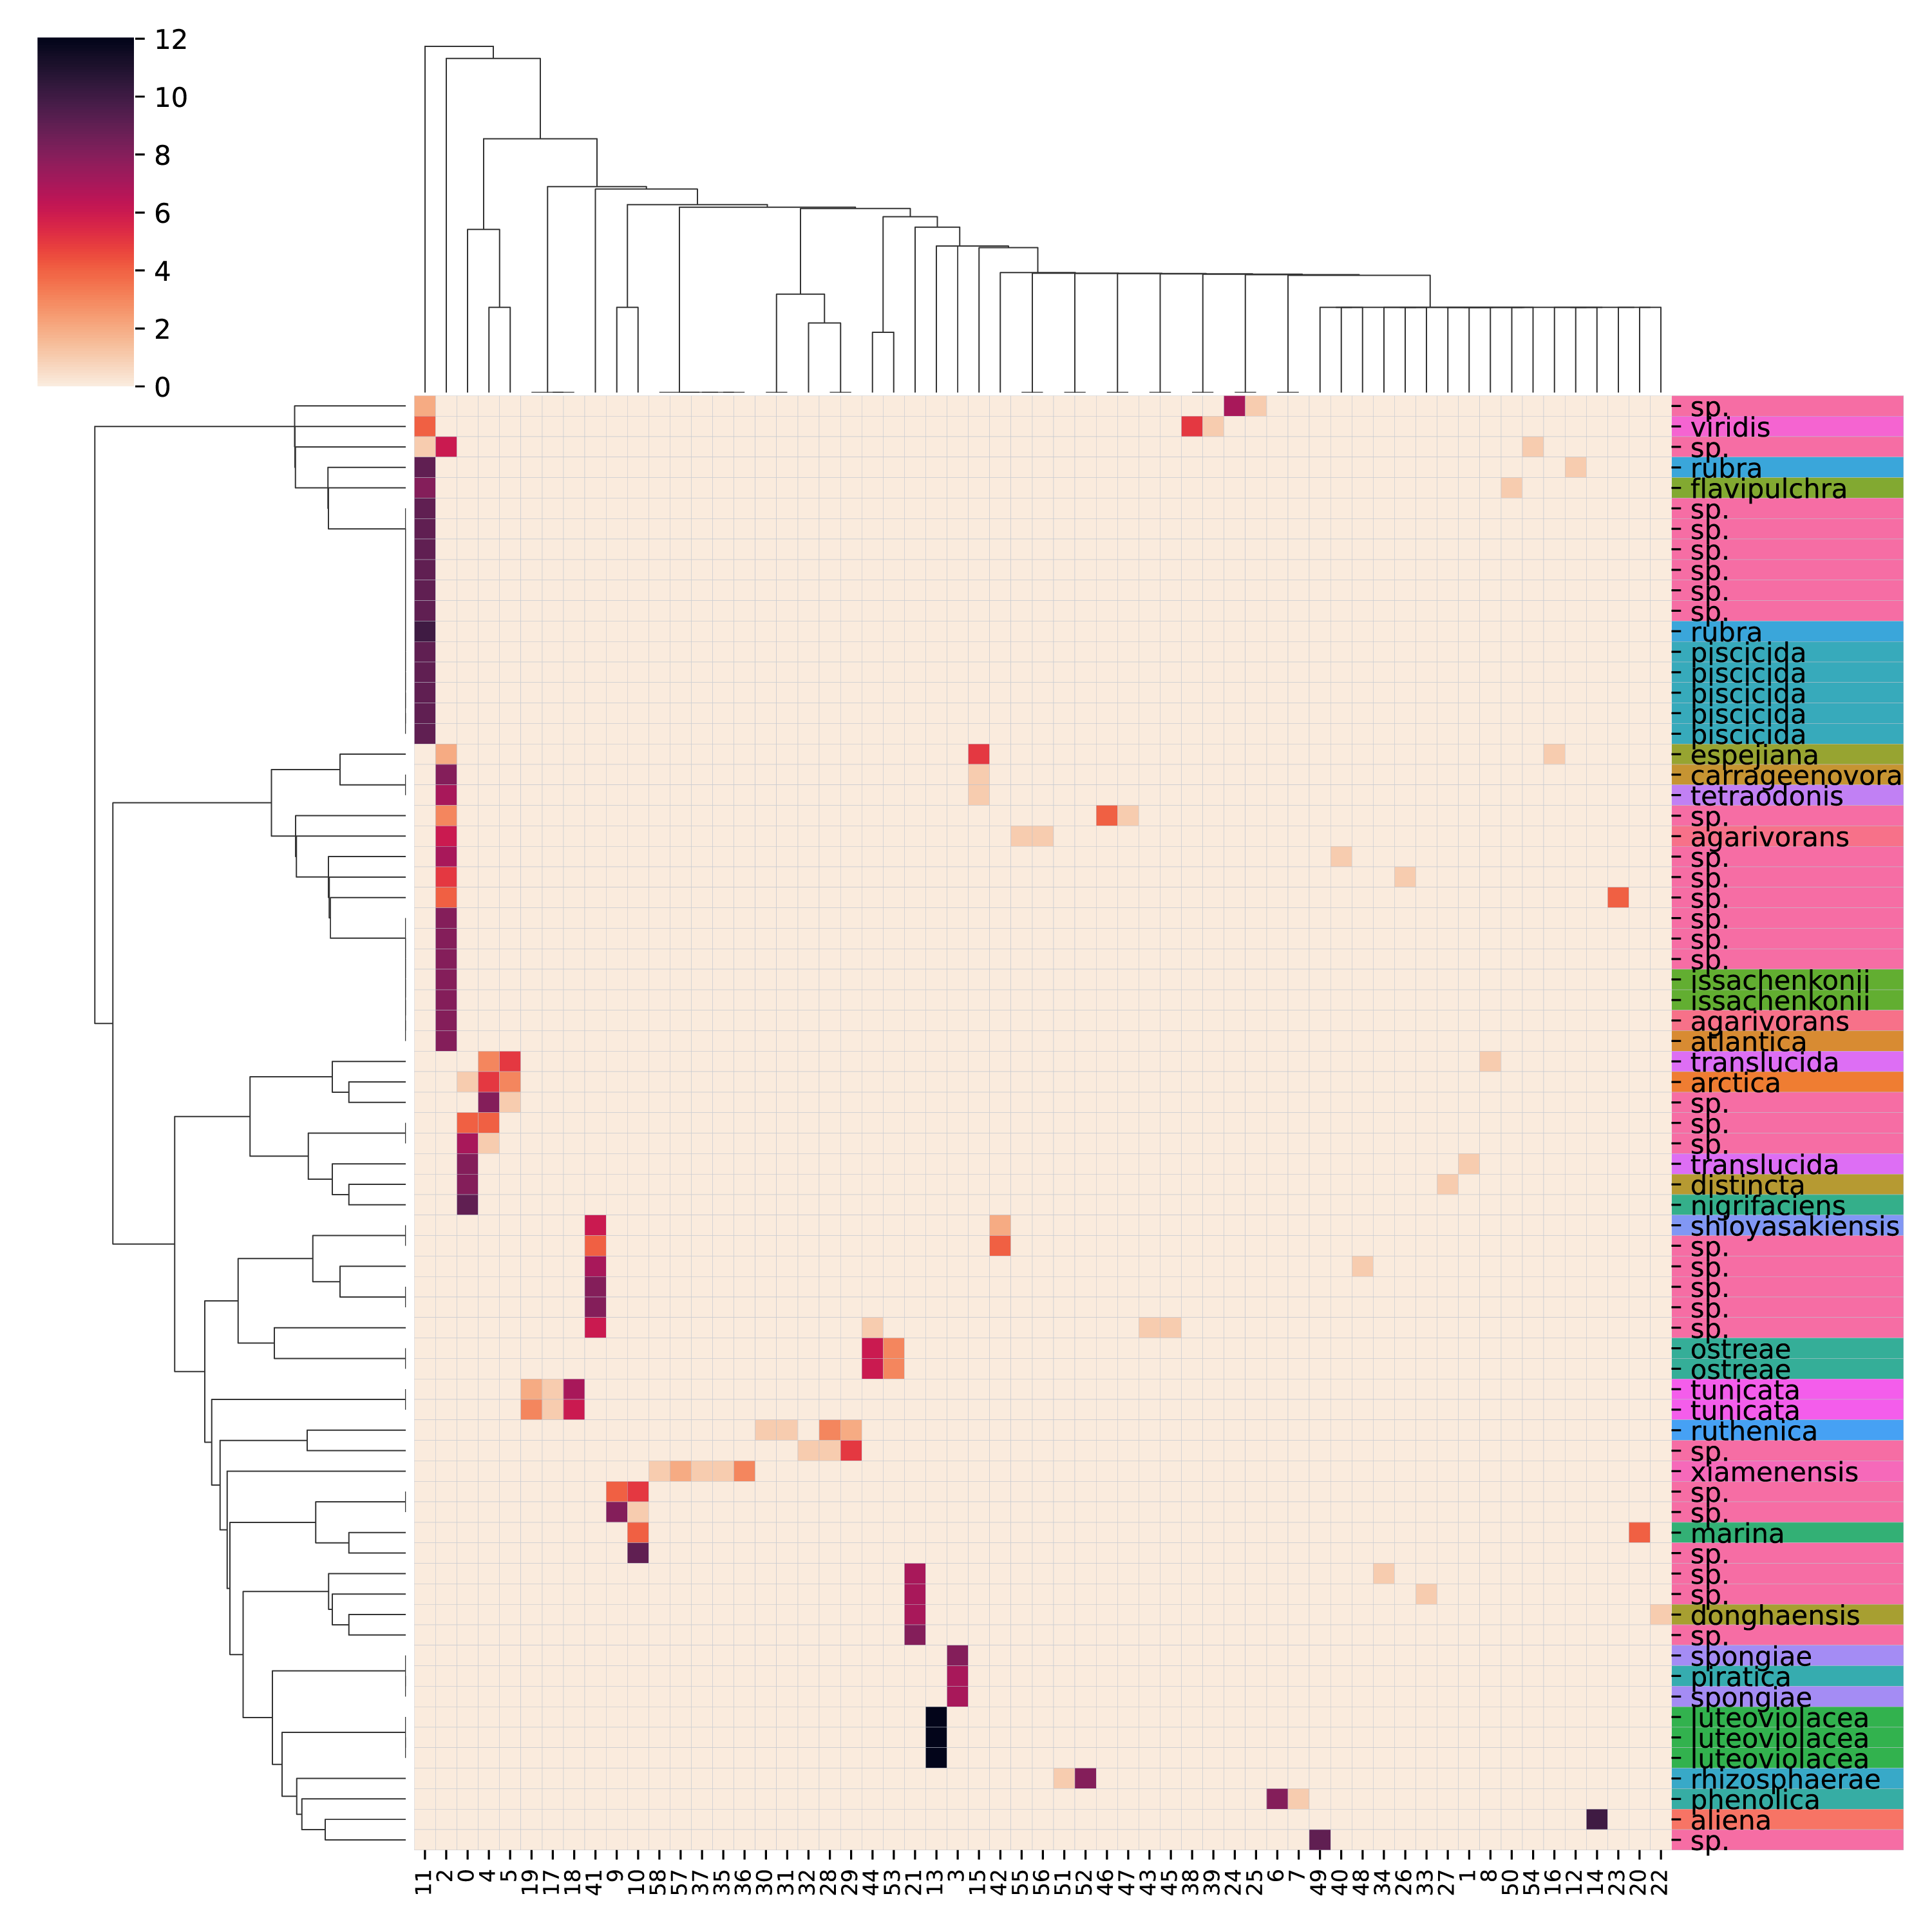 12
10
8
6
4
2
0
sp.
viridis
sp.
rubra
flavipulchra
sp.
sp.
sp.
sp.
sp.
sp.
rubra
piscicida
piscicida
piscicida
piscicida
piscicida
espejiana
carrageenovora
tetraodonis
sp.
agarivorans
sp.
sp.
sp.
sp.
sp.
sp.
issachenkonii
issachenkonii
agarivorans
atlantica
translucida
arctica
sp.
sp.
sp.
translucida
distincta
nigrifaciens
shioyasakiensis
sp.
sp.
sp.
sp.
sp.
ostreae
ostreae
tunicata
tunicata
ruthenica
sp.
xiamenensis
sp.
sp.
marina
sp.
sp.
sp.
donghaensis
sp.
spongiae
piratica
spongiae
luteoviolacea
luteoviolacea
luteoviolacea
rhizosphaerae
phenolica
aliena
sp.
11
2
0
4
5
19
17
18
41
9
10
58
57
37
35
36
30
31
32
28
29
44
53
21
13
3
15
42
55
56
51
52
46
47
43
45
38
39
24
25
6
7
49
40
48
34
26
33
27
1
8
50
54
16
12
14
23
20
22